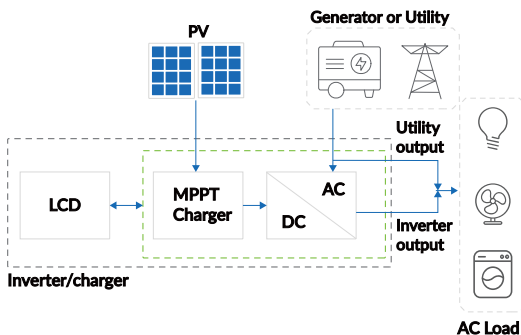 Generator or Utility
PV
Utility
output
LCD
MPPT
Charger
AC
DC
Inverter
output
Inverter/charger
AC Load